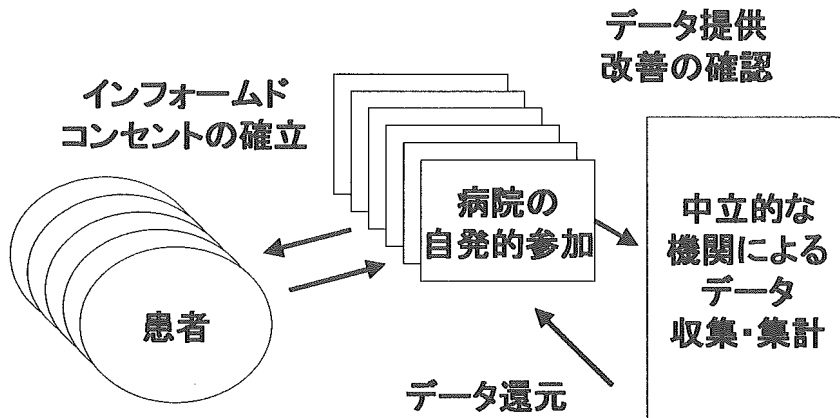 データ提供
改善の確認
インフォームド
コンセントの確立
病院の
自発的参加
中立的な
機関による
データ
収集・集計
患者
データ還元